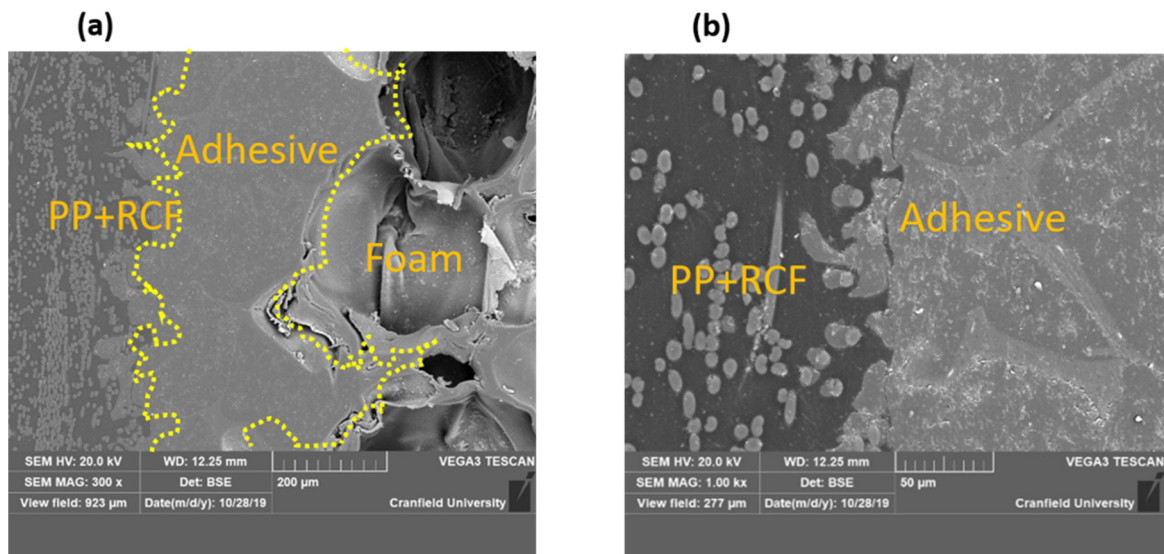 (a)
(b)
Adhesive
PP+RCF
Foam
Adhesive
PP+RCF
SEM HV: 20.0 kV WD: 12.25 mm VEGA3 TESCAN
SEM MAG: 300 x Det: BSE 200 µm
View field: 923 µm Date(m/d/y): 10/28/19 Cranfield University
SEM HV: 20.0 kV WD: 12.25 mm VEGA3 TESCAN
SEM MAG: 1.00 kx Det: BSE 50 µm
View field: 277 µm Date(m/d/y): 10/28/19 Cranfield University